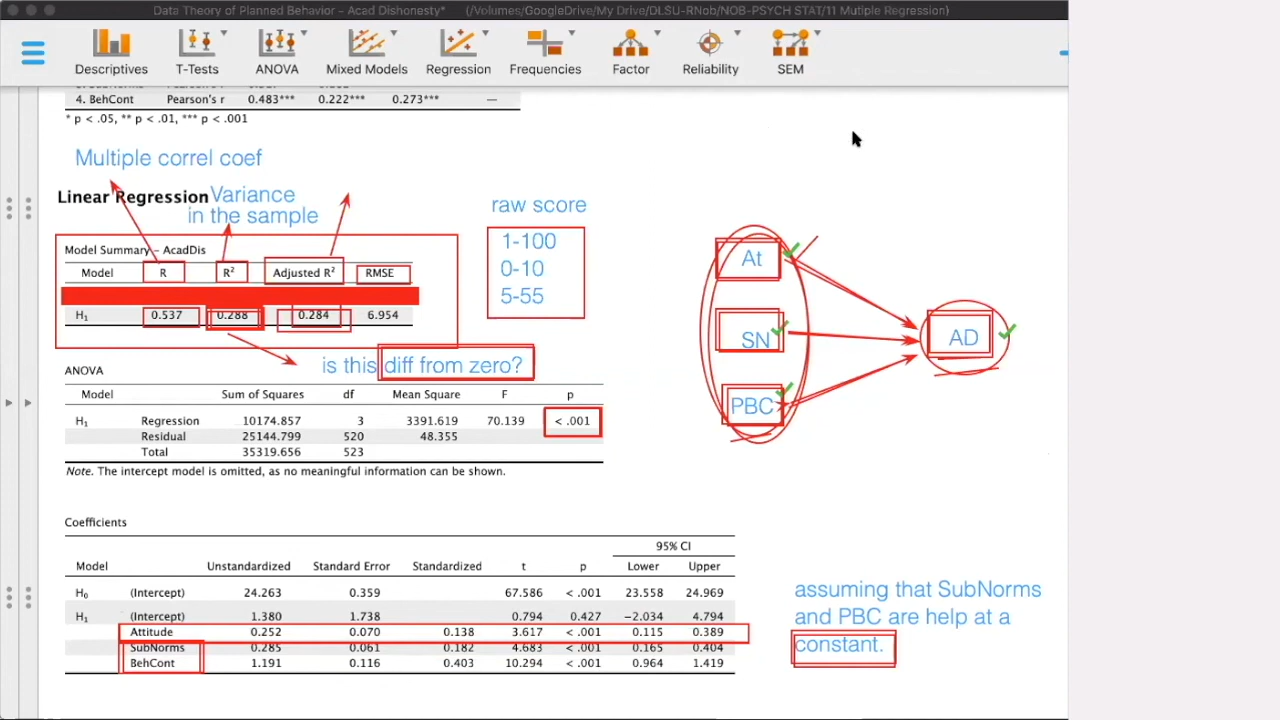 Data Theory of Planned Behavior - Acad Dishonesty* (/Volumes/GoogleDrive/My Drive/DLSU-RNob/NOB-PSYCH STAT/11 Mutiple Regression)
Descriptives T-Tests ANOVA Mixed Models Regression Frequencies Factor Reliability SEM
4. BehCont Pearson's r 0.483*** 0.222*** 0.273*** —
* p < .05, ** p < .01, *** p < .001
Multiple correl coef
Linear Regression
Variance
in the sample
raw score
1-100
0-10
5-55
Model Summary - AcadDis
Model R R² Adjusted R² RMSE
H₁ 0.537 0.288 0.284 6.954
is this diff from zero?
At
SN
PBC
AD
ANOVA
Model Sum of Squares df Mean Square F p
H₁ Regression 10174.857 3 3391.619 70.139 < .001
Residual 25144.799 520 48.355
Total 35319.656 523
Note. The intercept model is omitted, as no meaningful information can be shown.
Coefficients
95% CI
Model Unstandardized Standard Error Standardized t p Lower Upper
H₀ (Intercept) 24.263 0.359 67.586 < .001 23.558 24.969
H₁ (Intercept) 1.380 1.738 0.794 0.427 −2.034 4.794
Attitude 0.252 0.070 0.138 3.617 < .001 0.115 0.389
SubNorms 0.285 0.061 0.182 4.683 < .001 0.165 0.404
BehCont 1.191 0.116 0.403 10.294 < .001 0.964 1.419
assuming that SubNorms
and PBC are help at a
constant.